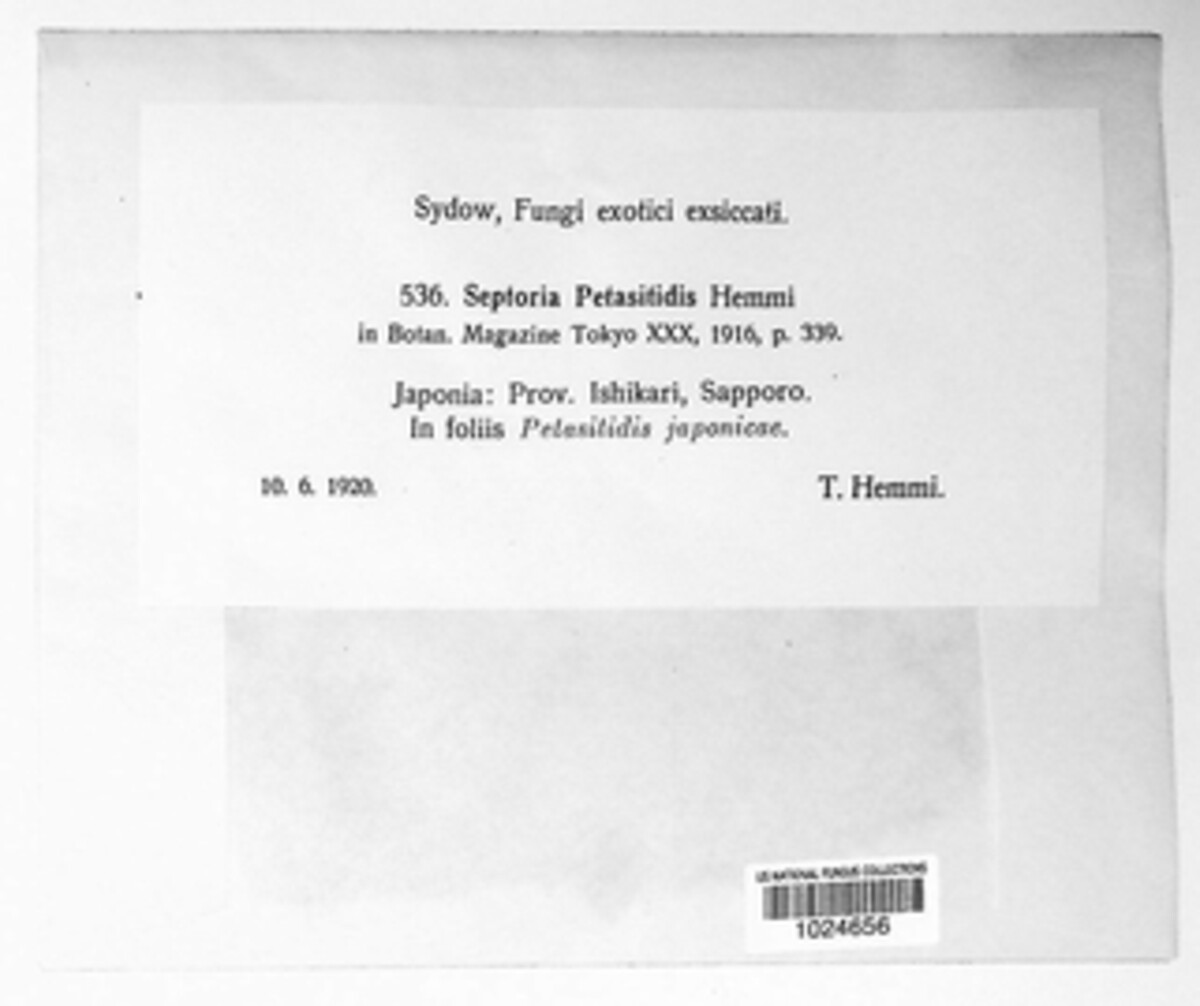 Sydow, Fungi exotici exsiccati.
536. Septoria Petasitidis Hemmi
in Botan. Magazine Tokyo XXX, 1916, p. 339.
Japonia: Prov. Ishikari, Sapporo.
In foliis Petasitidis japonicae.
10. 6. 1920.
T. Hemmi.
US NATIONAL FUNGUS COLLECTIONS
1024656